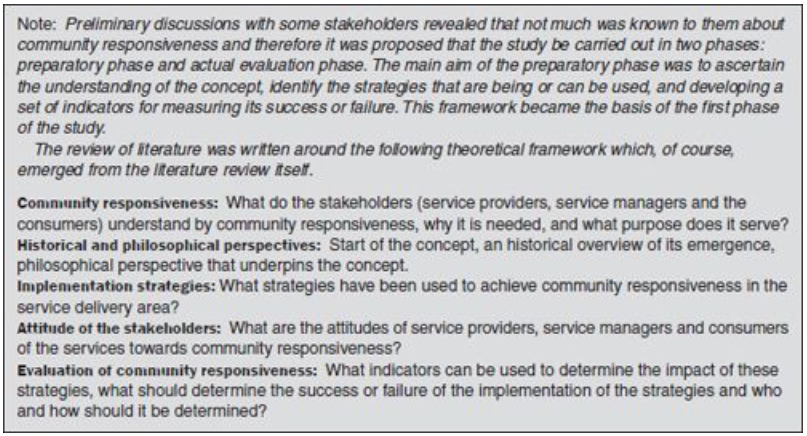 Note: Preliminary discussions with some stakeholders revealed that not much was known to them about
community responsiveness and therefore it was proposed that the study be carried out in two phases:
preparatory phase and actual evaluation phase. The main aim of the preparatory phase was to ascertain
the understanding of the concept, identify the strategies that are being or can be used, and developing a
set of indicators for measuring its success or failure. This framework became the basis of the first phase
of the study.
The review of literature was written around the following theoretical framework which, of course,
emerged from the literature review itself.
Community responsiveness: What do the stakeholders (service providers, service managers and the
consumers) understand by community responsiveness, why it is needed, and what purpose does it serve?
Historical and philosophical perspectives: Start of the concept, an historical overview of its emergence,
philosophical perspective that underpins the concept.
Implementation strategies: What strategies have been used to achieve community responsiveness in the
service delivery area?
Attitude of the stakeholders: What are the attitudes of service providers, service managers and consumers
of the services towards community responsiveness?
Evaluation of community responsiveness: What indicators can be used to determine the impact of these
strategies, what should determine the success or failure of the implementation of the strategies and who
and how should it be determined?